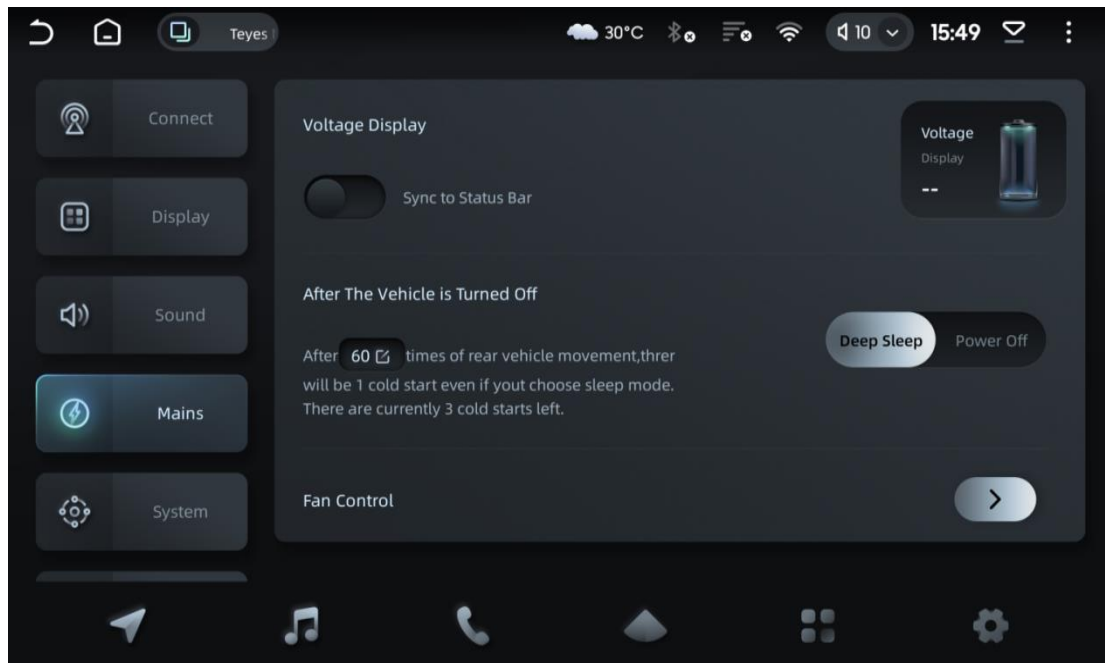 Teyes
30°C
10
15:49
Connect
Display
Sound
Mains
System
Voltage Display
Sync to Status Bar
Voltage
Display
--
After The Vehicle is Turned Off
After 60 times of rear vehicle movement,threr
will be 1 cold start even if yout choose sleep mode.
There are currently 3 cold starts left.
Deep Sleep
Power Off
Fan Control